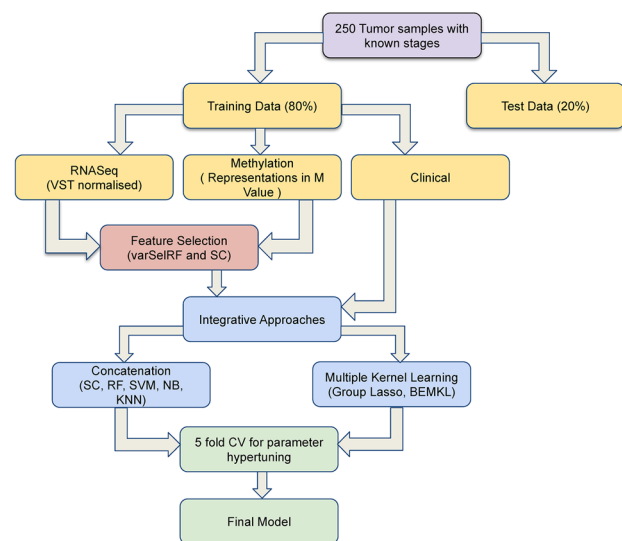 250 Tumor samples with
known stages
Training Data (80%)
Test Data (20%)
RNASeq
(VST normalised)
Methylation
( Representations in M
Value )
Clinical
Feature Selection
(varSelRF and SC)
Integrative Approaches
Concatenation
(SC, RF, SVM, NB,
KNN)
Multiple Kernel Learning
(Group Lasso, BEMKL)
5 fold CV for parameter
hypertuning
Final Model